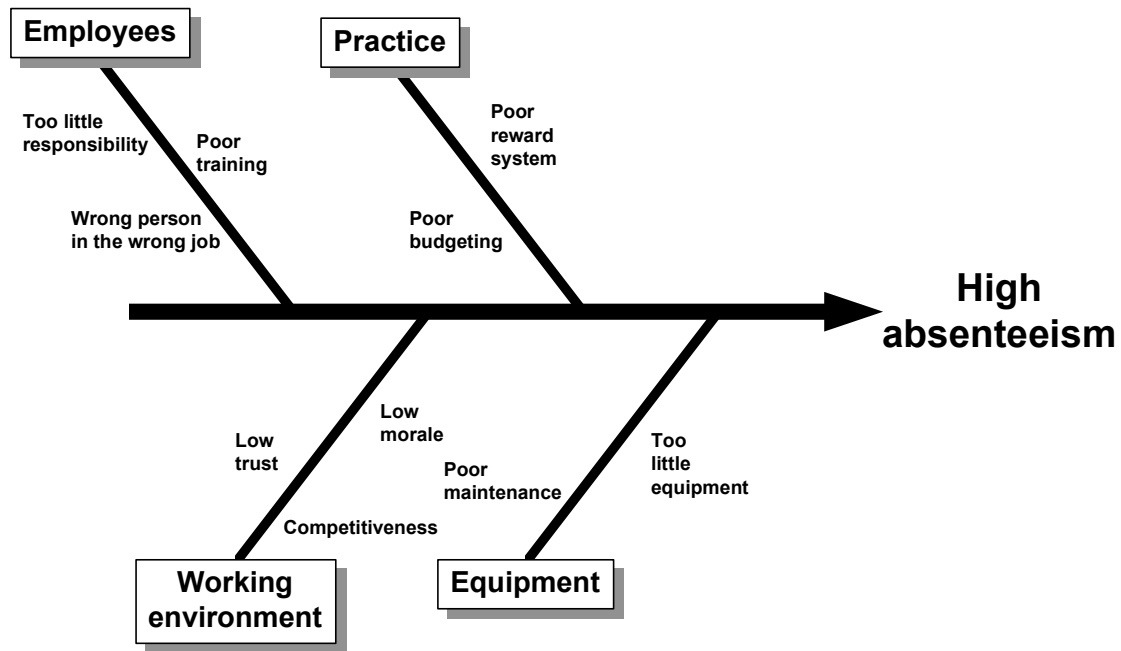 Employees
Practice
Too little
responsibility
Poor
training
Wrong person
in the wrong job
Poor
reward
system
Poor
budgeting
High
absenteeism
Low
trust
Low
morale
Competitiveness
Poor
maintenance
Too
little
equipment
Working
environment
Equipment